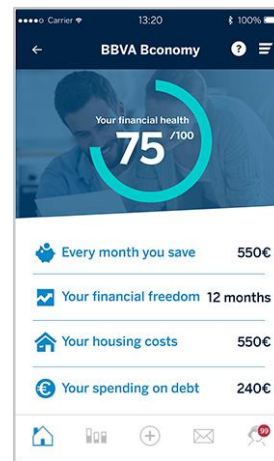 Carrier 13:20 100%
BBVA Bconomy ?
Your financial health
75 /100
Every month you save 550€
Your financial freedom 12 months
Your housing costs 550€
€ Your spending on debt 240€
99